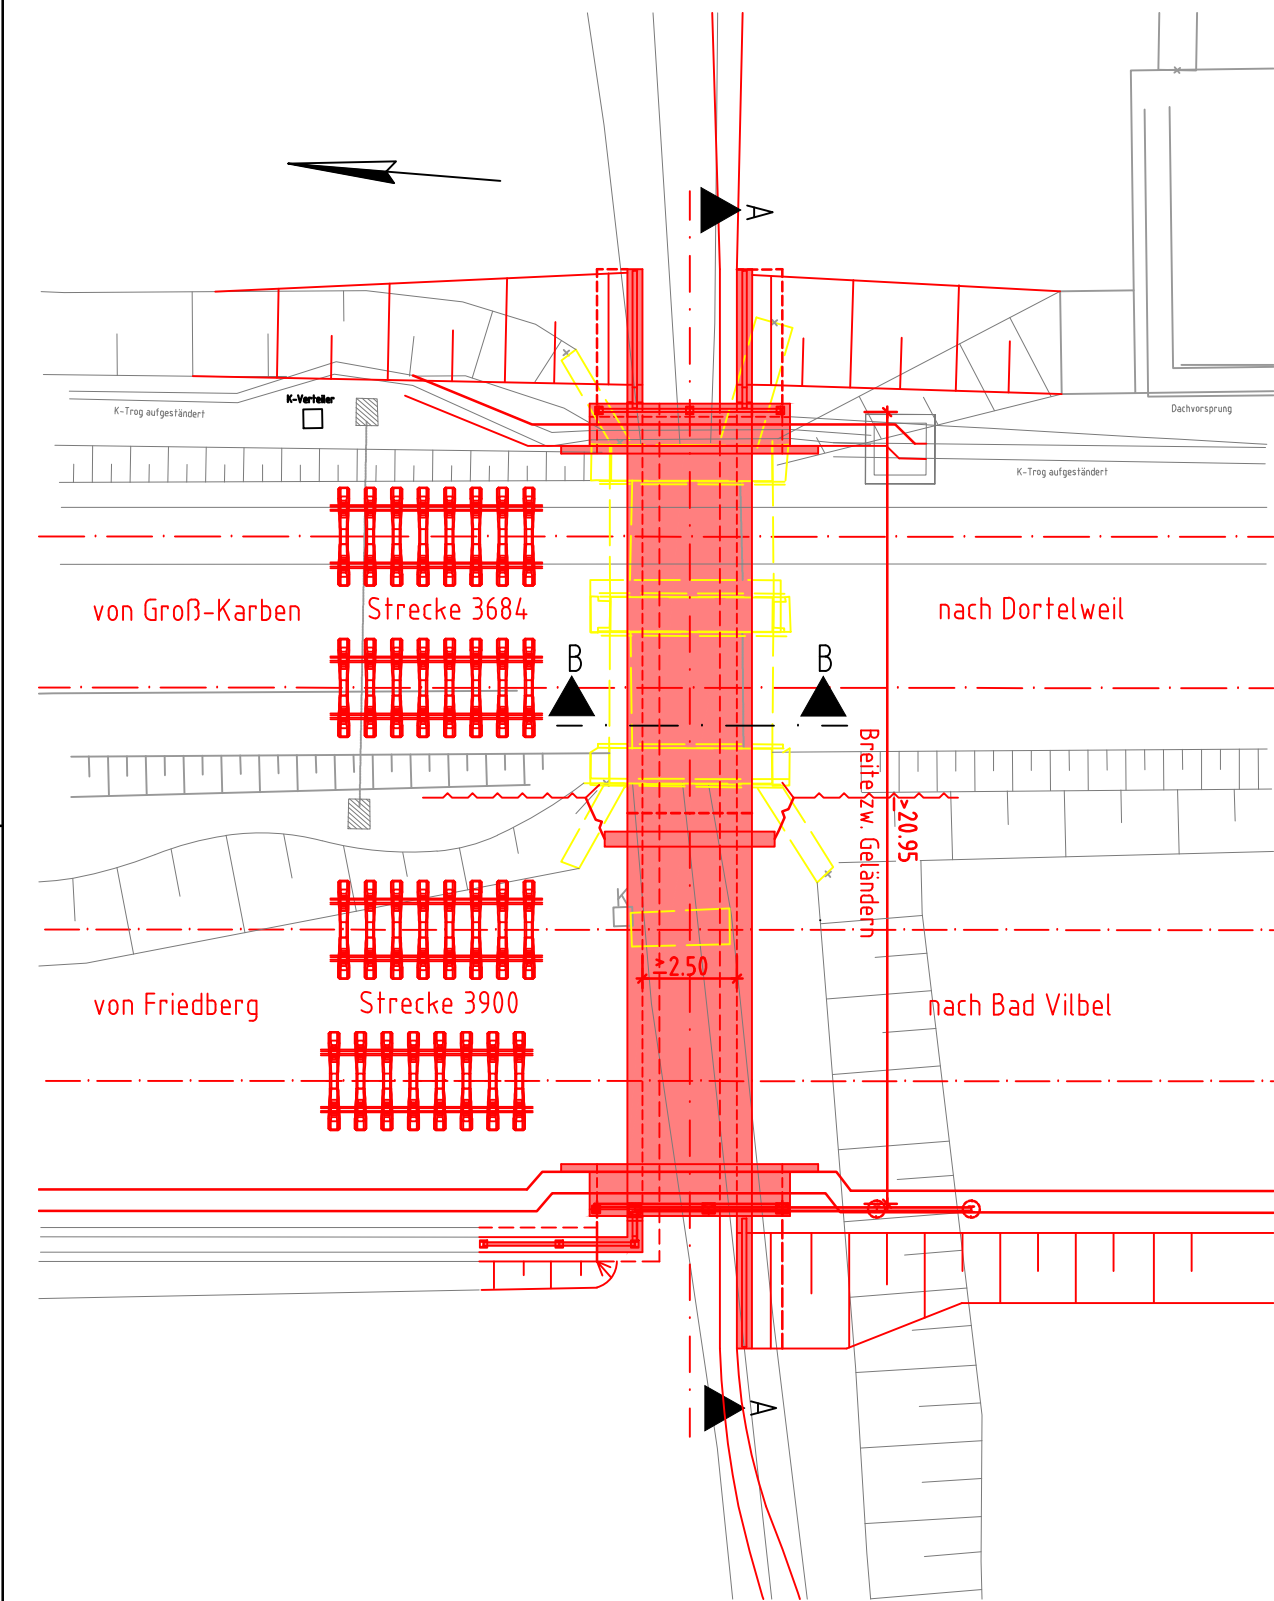 A
K-Verteiler
K-Trog aufgeständert
Dachvorsprung
K-Trog aufgeständert
von Groß-Karben
Strecke 3684
nach Dortelweil
B
B
Breite zw. Geländern
≥20.95
K
≥2.50
von Friedberg
Strecke 3900
nach Bad Vilbel
A